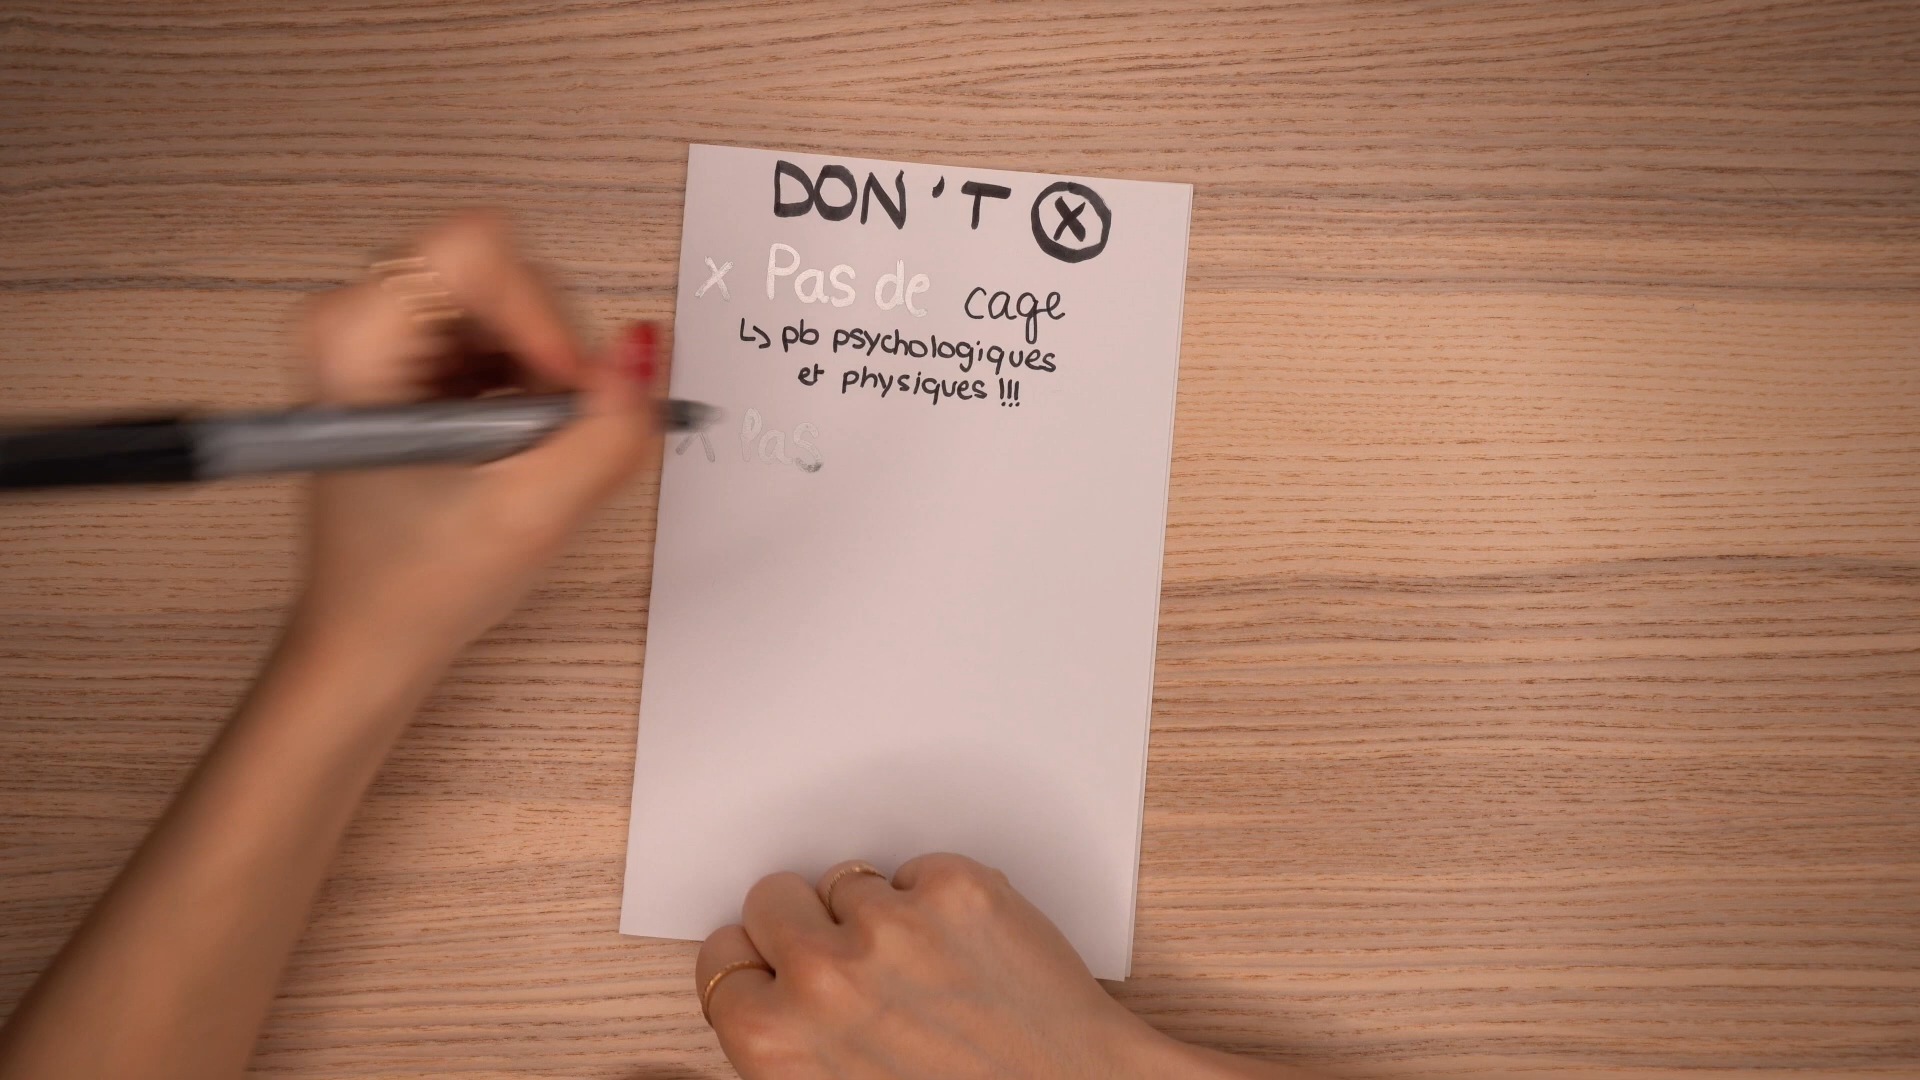 DON'T X
x Pas de cage
↳ pb psychologiques
et physiques !!!
x Pas